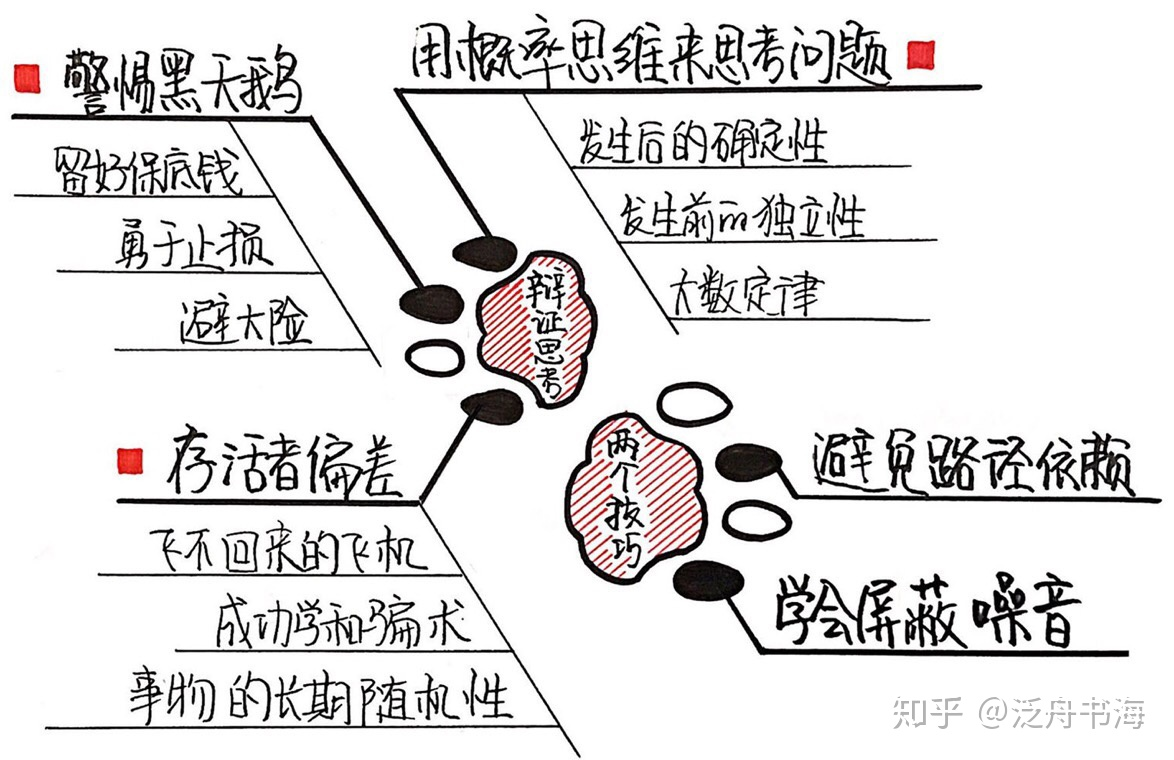 警惕黑天鹅
留好保底钱
勇于止损
避大险
用概率思维来思考问题
发生后的确定性
发生前的独立性
大数定律
辩证思考
存活者偏差
飞不回来的飞机
成功学和骗术
事物的长期随机性
两个技巧
避免路径依赖
学会屏蔽噪音
知乎 @泛舟书海